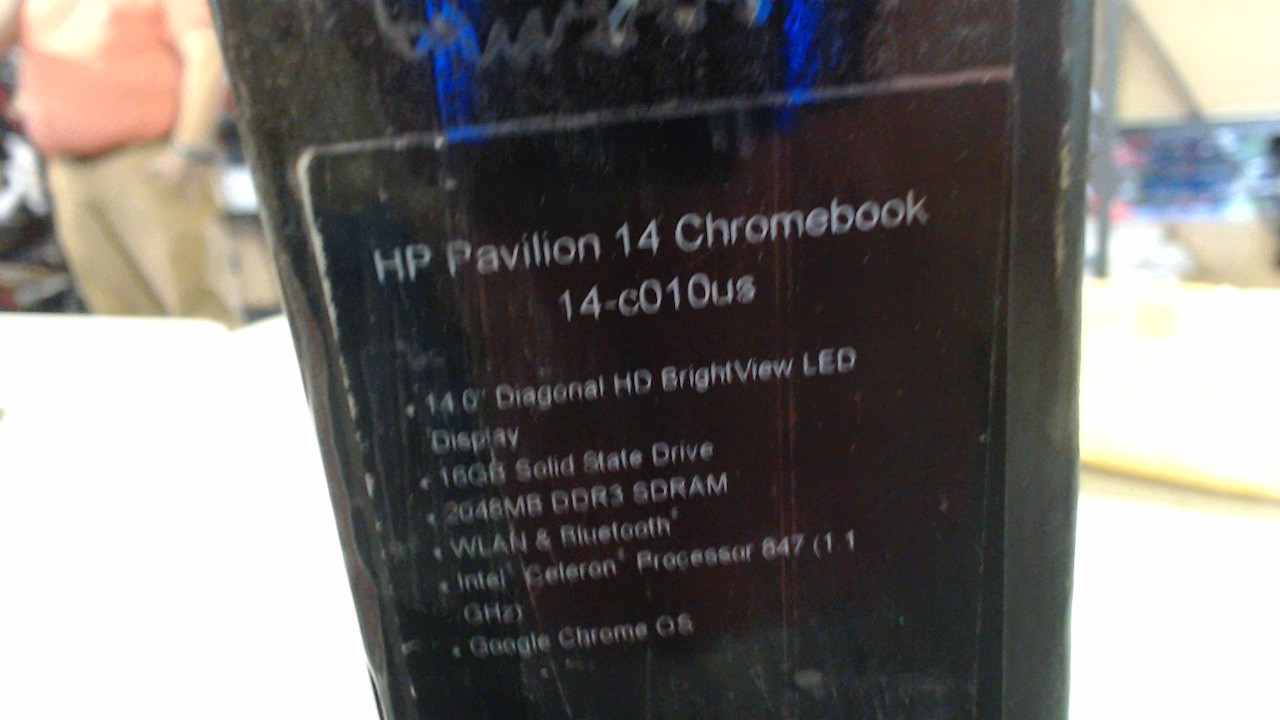 HP Pavilion 14 Chromebook
14-c010us
• 14.0" Diagonal HD BrightView LED
Display
• 16GB Solid State Drive
• 2048MB DDR3 SDRAM
• WLAN & Bluetooth®
• Intel® Celeron® Processor 847 (1.1
GHz)
• Google Chrome OS